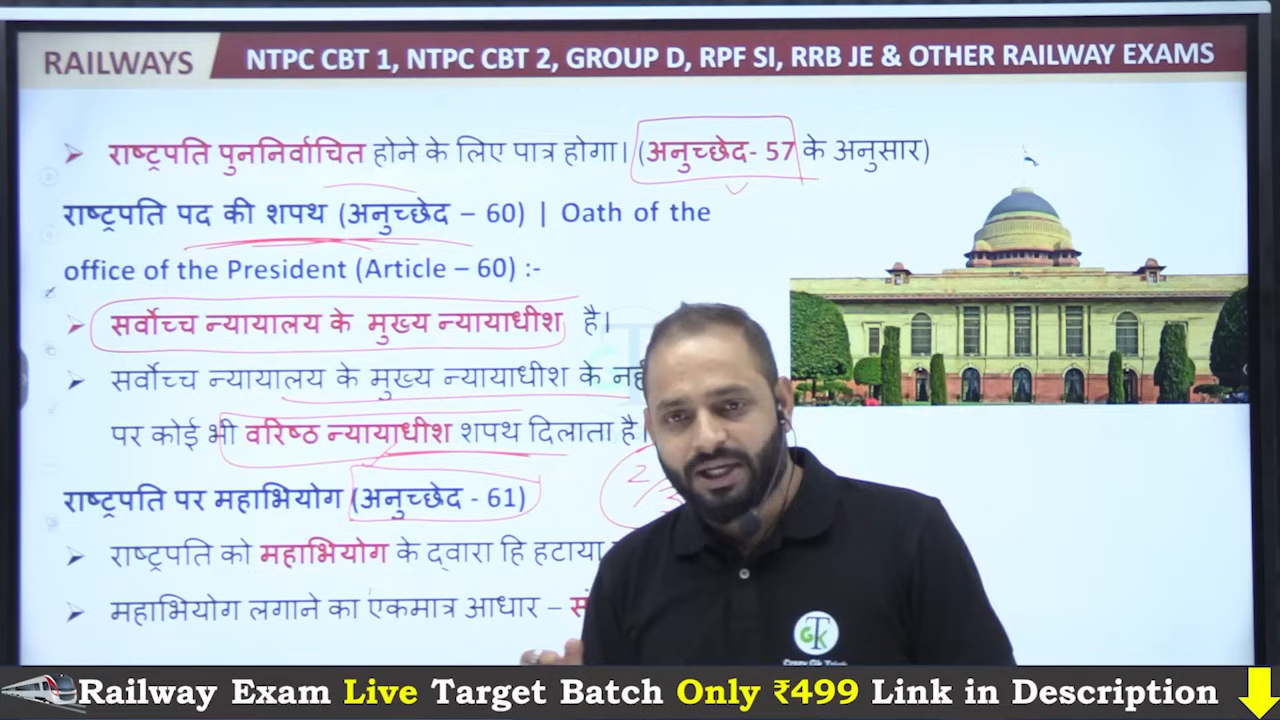 RAILWAYS
NTPC CBT 1, NTPC CBT 2, GROUP D, RPF SI, RRB JE & OTHER RAILWAY EXAMS
राष्ट्रपति पुननिर्वाचित होने के लिए पात्र होगा। (अनुच्छेद- 57 के अनुसार)
राष्ट्रपति पद की शपथ (अनुच्छेद – 60) | Oath of the
office of the President (Article – 60) :-
सर्वोच्च न्यायालय के मुख्य न्यायाधीश है।
सर्वोच्च न्यायालय के मुख्य न्यायाधीश के
पर कोई भी वरिष्ठ न्यायाधीश शपथ दिलाता है।
राष्ट्रपति पर महाभियोग (अनुच्छेद - 61)
राष्ट्रपति को महाभियोग के द्वारा हि हटाया
महाभियोग लगाने का एकमात्र आधार –
GTK
Railway Exam Live Target Batch Only ₹499 Link in Description